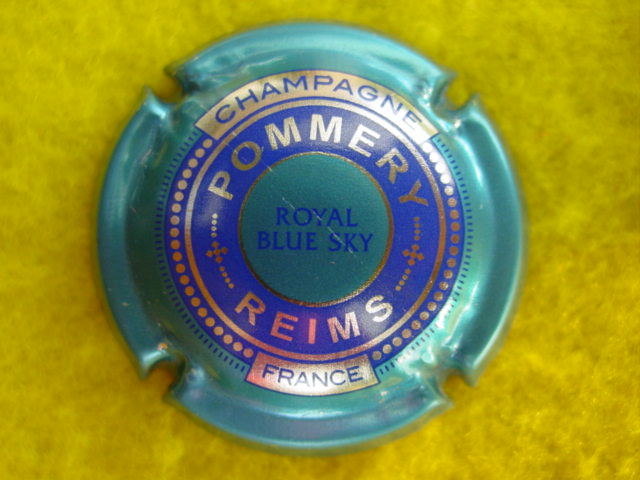 CHAMPAGNE
POMMERY
ROYAL
BLUE SKY
REIMS
FRANCE